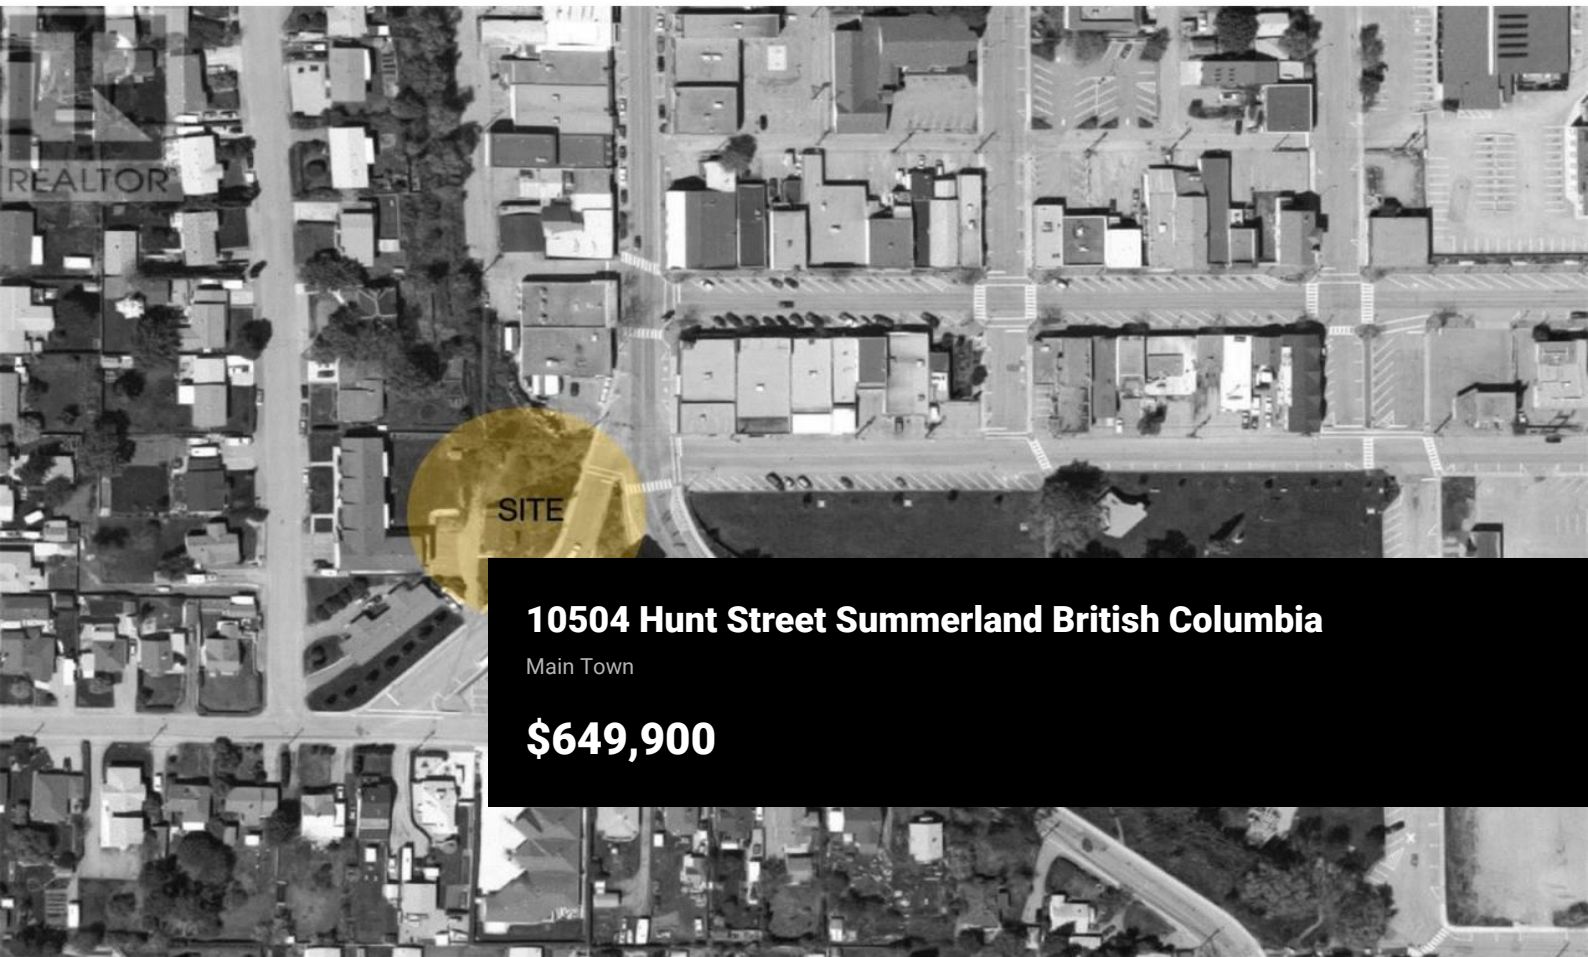 REALTOR
SITE
10504 Hunt Street Summerland British Columbia
Main Town
$649,900